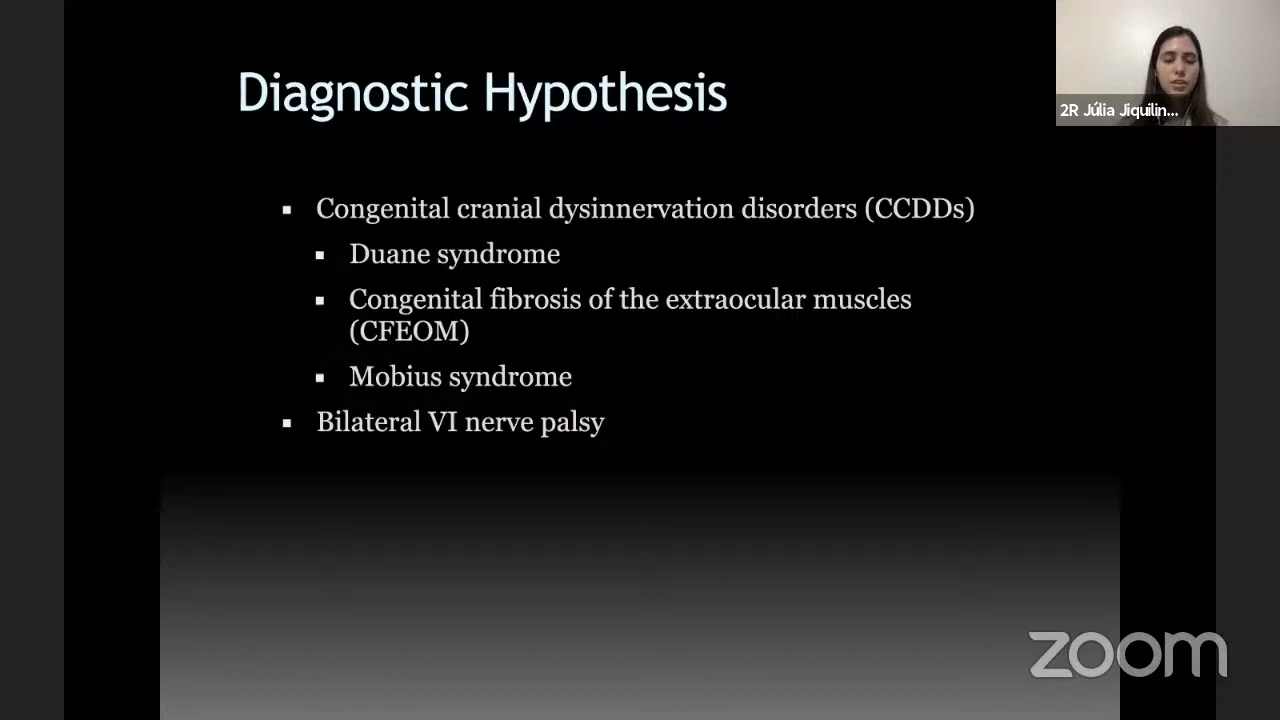 Diagnostic Hypothesis
2R Júlia Jiquilin...
▪ Congenital cranial dysinnervation disorders (CCDDs)
▪ Duane syndrome
▪ Congenital fibrosis of the extraocular muscles
(CFEOM)
▪ Mobius syndrome
▪ Bilateral VI nerve palsy
zoom